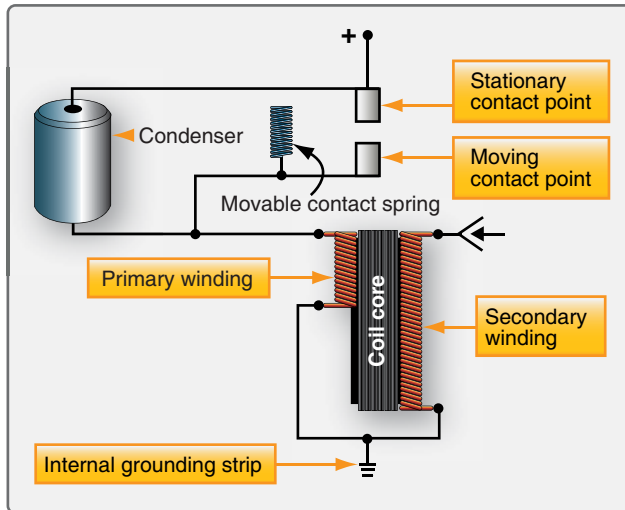 +
Stationary
contact point
Condenser
Moving
contact point
Movable contact spring
Primary winding
Coil core
Secondary
winding
Internal grounding strip